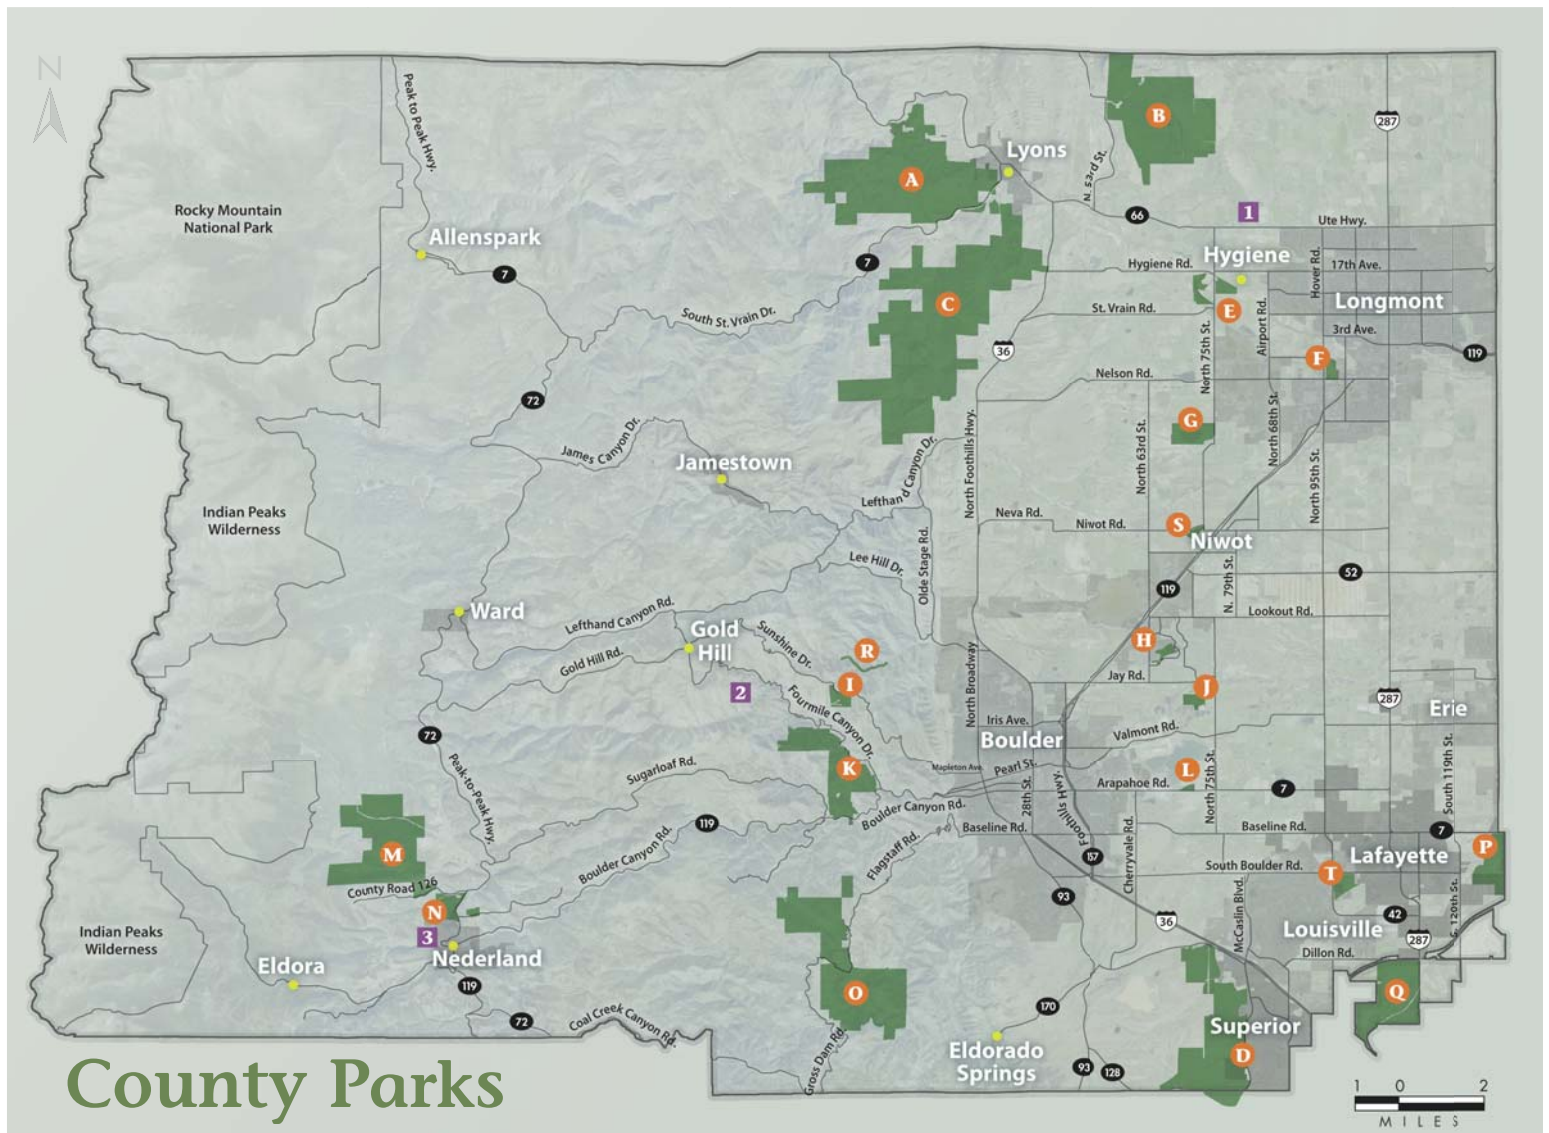 N
Peak to Peak Hwy.
Rocky Mountain
National Park
Allenspark
7
A
Lyons
N. 53rd St.
B
287
66
1
Ute Hwy.
7
Hygiene Rd.
Hygiene
Hover Rd.
17th Ave.
C
E
Longmont
South St. Vrain Dr.
St. Vrain Rd.
Airport Rd.
3rd Ave.
36
North 75th St.
F
119
Nelson Rd.
72
James Canyon Dr.
G
North 63rd St.
North 68th St.
Jamestown
Lefthand Canyon Dr.
North Foothills Hwy.
North 95th St.
Indian Peaks
Wilderness
Neva Rd.
Niwot Rd.
S
Niwot
Lee Hill Dr.
Olde Stage Rd.
52
119
N. 79th St.
Ward
Lefthand Canyon Rd.
Lookout Rd.
Gold
Hill
Sunshine Dr.
R
H
Gold Hill Rd.
Jay Rd.
2
I
North Broadway
J
287
Fourmile Canyon Dr.
Erie
72
Iris Ave.
Boulder
Valmont Rd.
Peak-to-Peak Hwy.
Sugarloaf Rd.
K
Mapleton Ave.
Pearl St.
28th St.
Foothills Hwy.
Arapahoe Rd.
L
North 75th St.
7
South 119th St.
119
Boulder Canyon Rd.
Baseline Rd.
Baseline Rd.
7
M
Boulder Canyon Rd.
Flagstaff Rd.
157
Cherryvale Rd.
South Boulder Rd.
Lafayette
P
County Road 126
T
93
McCaslin Blvd.
S. 120th St.
N
36
42
3
Indian Peaks
Wilderness
Louisville
287
Nederland
Dillon Rd.
Eldora
119
O
Q
170
72
Coal Creek Canyon Rd.
Superior
Gross Dam Rd.
Eldorado
Springs
D
93
128
County Parks
1 0 2
MILES